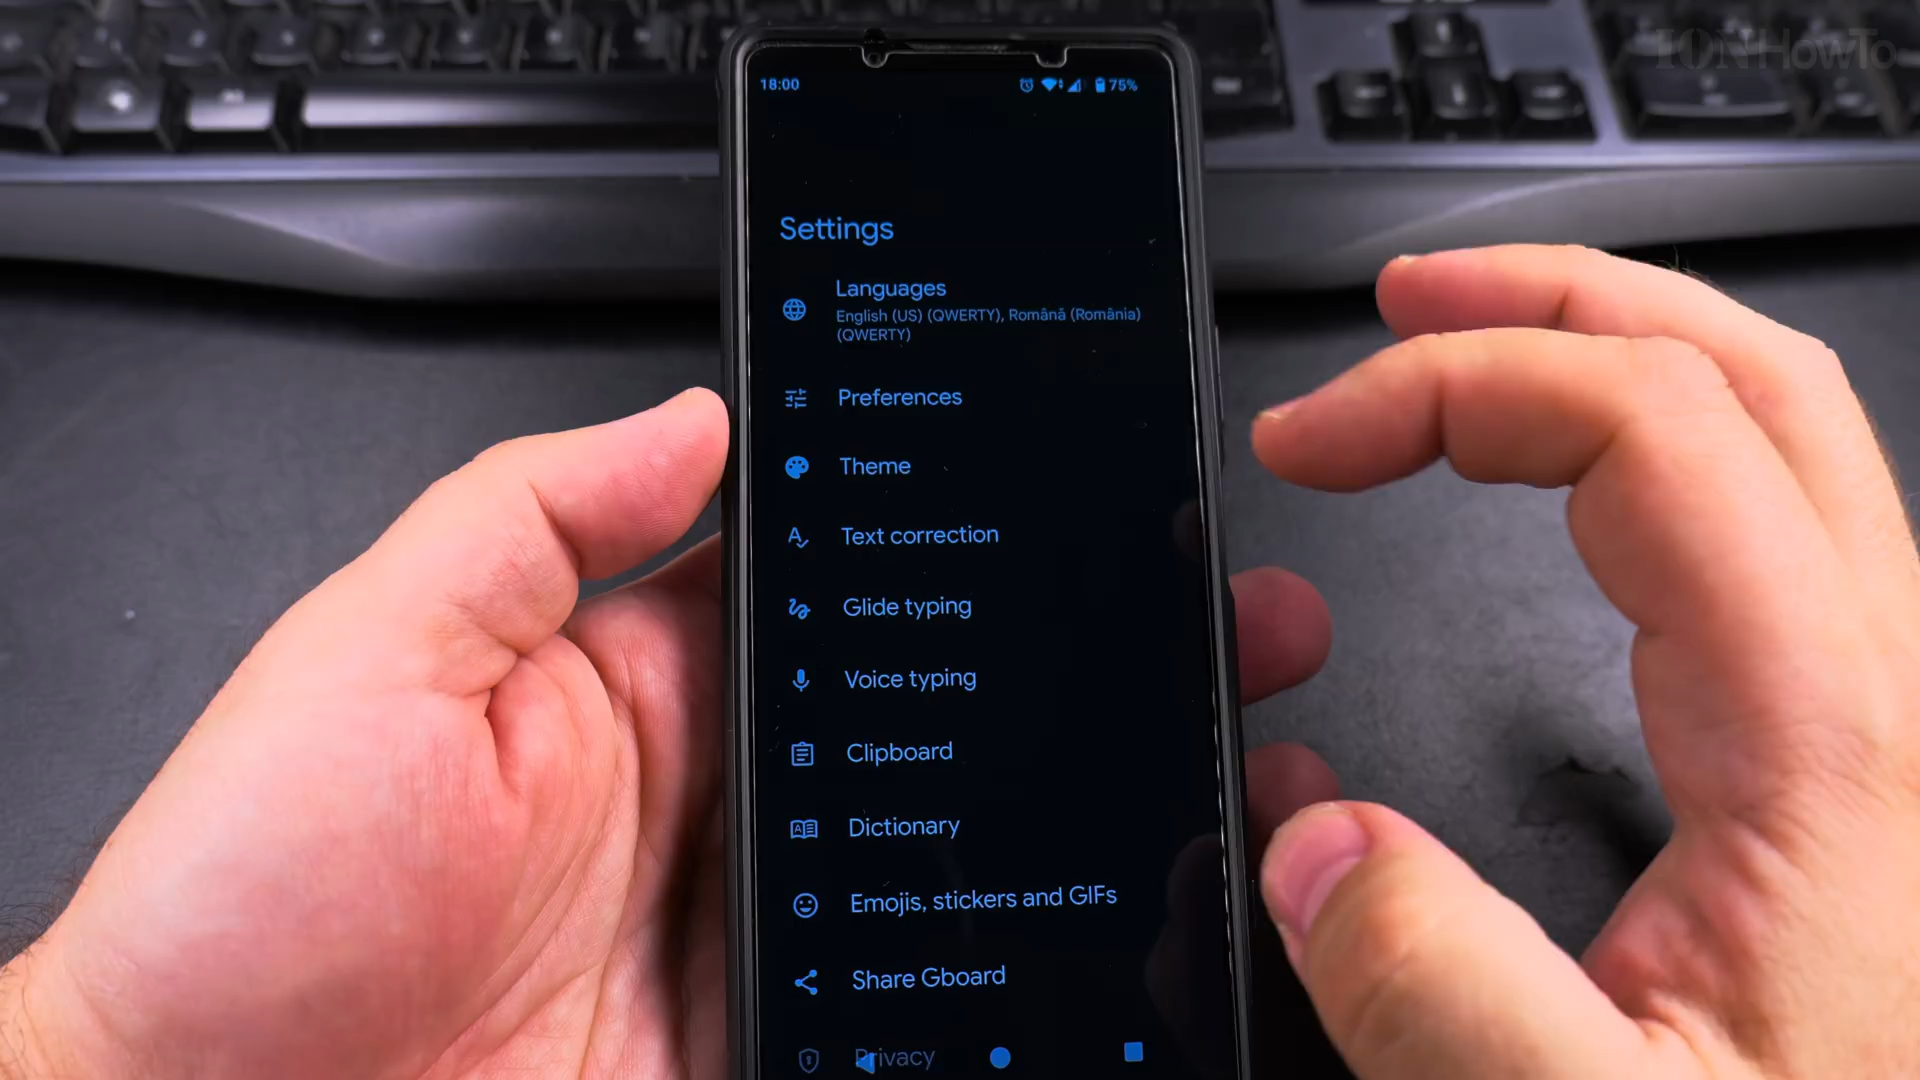 IONHowTo
18:00
75%
Settings
Languages
English (US) (QWERTY), Română (România)
(QWERTY)
Preferences
Theme
Text correction
Glide typing
Voice typing
Clipboard
Dictionary
Emojis, stickers and GIFs
Share Gboard
Privacy